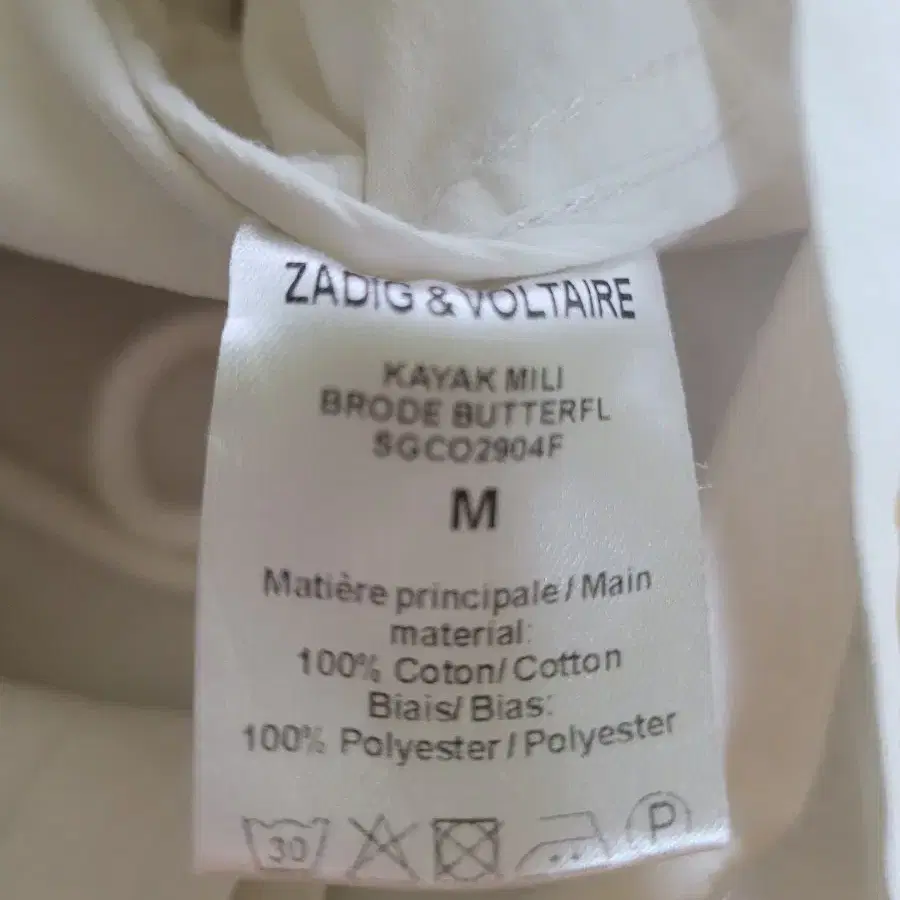 ZADIG & VOLTAIRE
KAYAK MILI
BRODE BUTTERFL
SGCO2904F
M
Matière principale / Main
material:
100% Coton/ Cotton
Biais/ Bias:
100% Polyester / Polyester
30 P